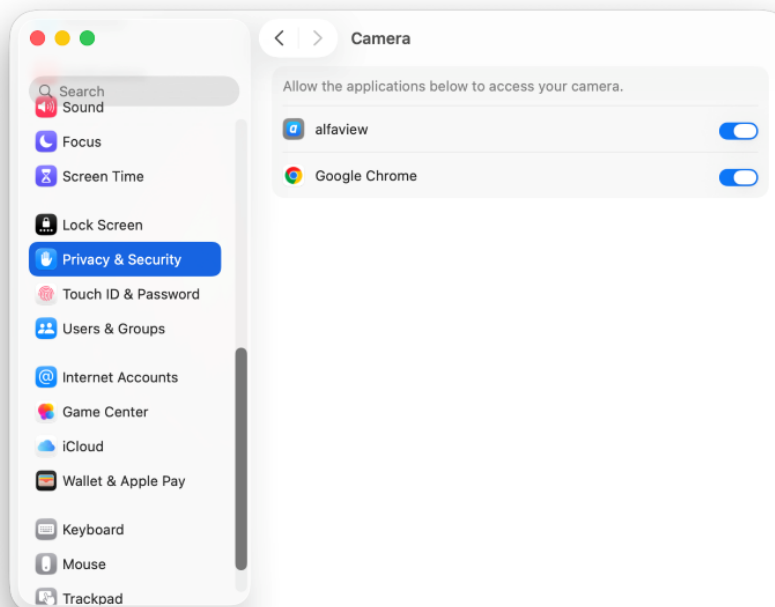 Camera
Search
Sound
Focus
Screen Time
Lock Screen
Privacy & Security
Touch ID & Password
Users & Groups
Internet Accounts
Game Center
iCloud
Wallet & Apple Pay
Keyboard
Mouse
Trackpad
Allow the applications below to access your camera.
alfaview
Google Chrome